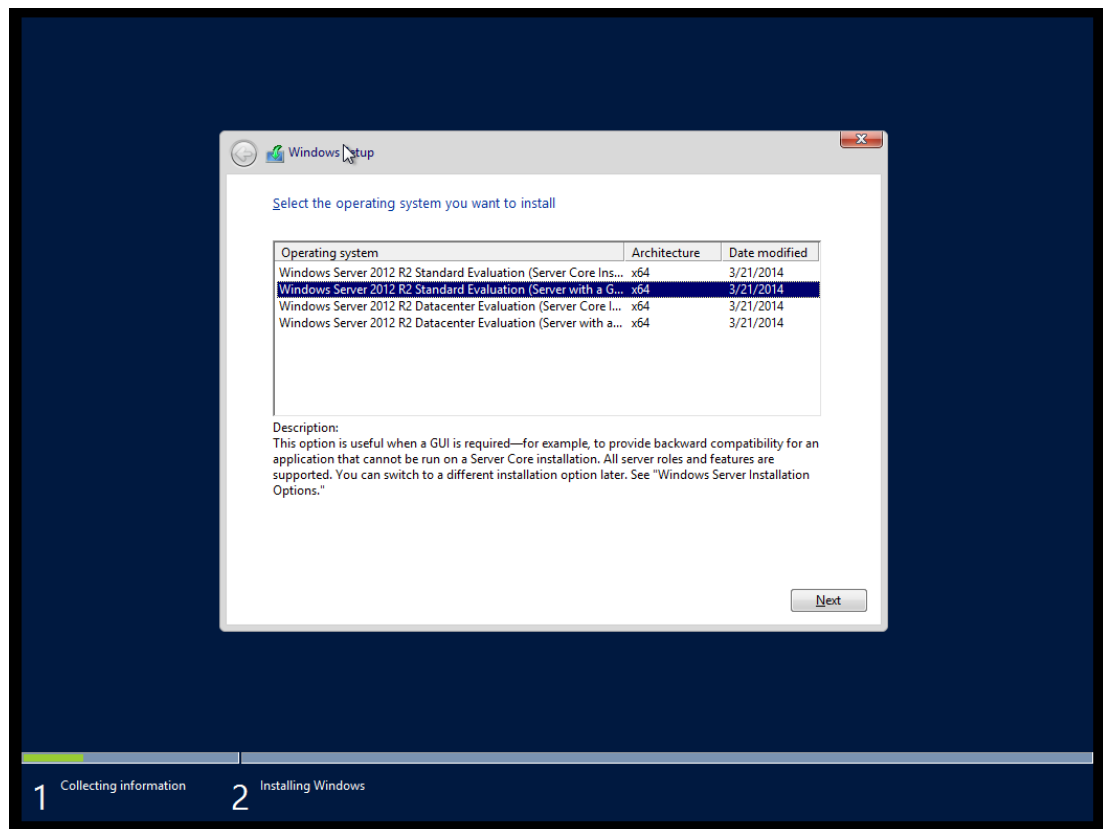 Windows Setup
Select the operating system you want to install
Operating system Architecture Date modified
Windows Server 2012 R2 Standard Evaluation (Server Core Ins... x64 3/21/2014
Windows Server 2012 R2 Standard Evaluation (Server with a G... x64 3/21/2014
Windows Server 2012 R2 Datacenter Evaluation (Server Core I... x64 3/21/2014
Windows Server 2012 R2 Datacenter Evaluation (Server with a... x64 3/21/2014
Description:
This option is useful when a GUI is required—for example, to provide backward compatibility for an
application that cannot be run on a Server Core installation. All server roles and features are
supported. You can switch to a different installation option later. See "Windows Server Installation
Options."
Next
1 Collecting information 2 Installing Windows